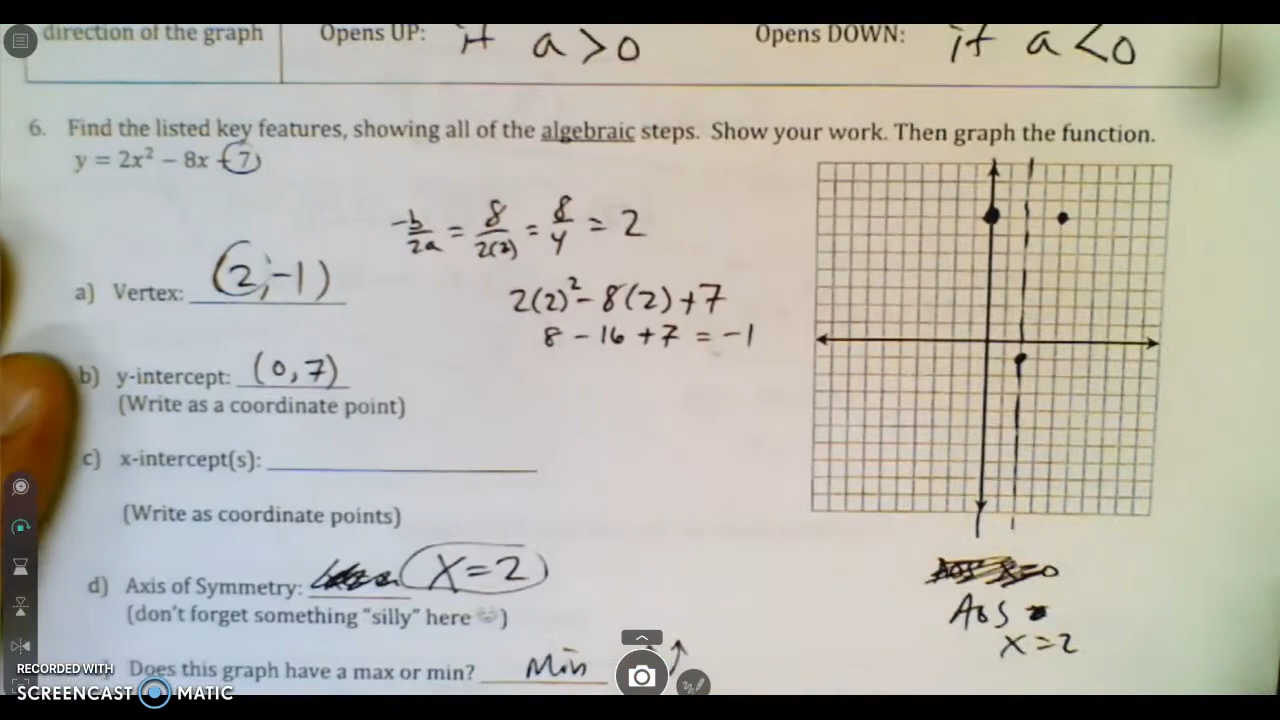 direction of the graph Opens UP: if a > 0 Opens DOWN: if a < 0
6. Find the listed key features, showing all of the algebraic steps. Show your work. Then graph the function.
y = 2x² − 8x + 7
-b/2a = 8/2(2) = 8/4 = 2
a) Vertex: (2, -1)
2(2)² - 8(2) + 7
8 - 16 + 7 = -1
b) y-intercept: (0, 7)
(Write as a coordinate point)
c) x-intercept(s):
(Write as coordinate points)
d) Axis of Symmetry: X = 2
(don't forget something "silly" here )
AoS
x = 2
Does this graph have a max or min? Min
RECORDED WITH
SCREENCAST MATIC